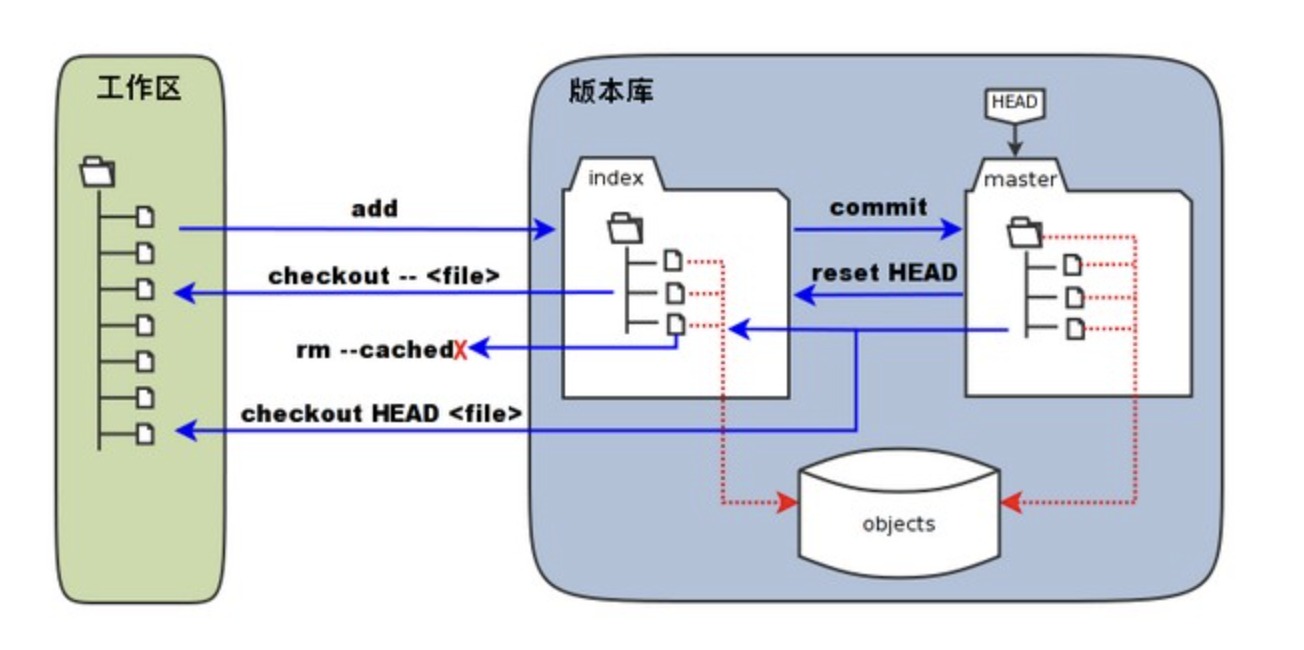 工作区
版本库
HEAD
index
master
add
commit
checkout -- <file>
reset HEAD
rm --cachedX
checkout HEAD <file>
objects